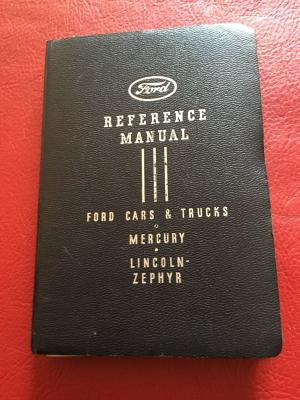 Ford
REFERENCE
MANUAL
FORD CARS & TRUCKS
MERCURY
LINCOLN-
ZEPHYR